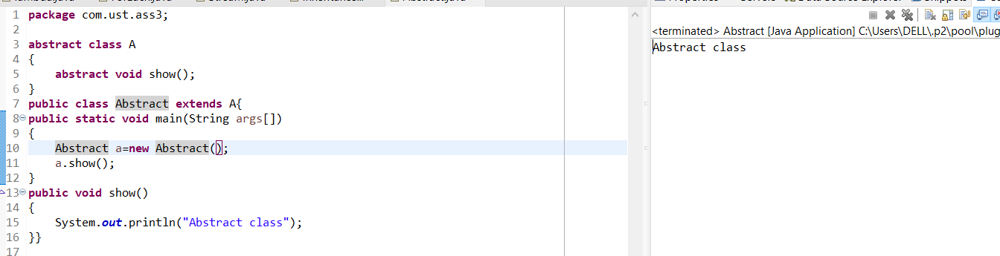 package com.ust.ass3;
abstract class A
{
abstract void show();
}
public class Abstract extends A{
public static void main(String args[])
{
Abstract a=new Abstract();
a.show();
}
public void show()
{
System.out.println("Abstract class");
}}
1
2
3
4
5
6
7
8
9
10
11
12
13
14
15
16
17
<terminated> Abstract [Java Application] C:\Users\DELL\.p2\pool\plug
Abstract class